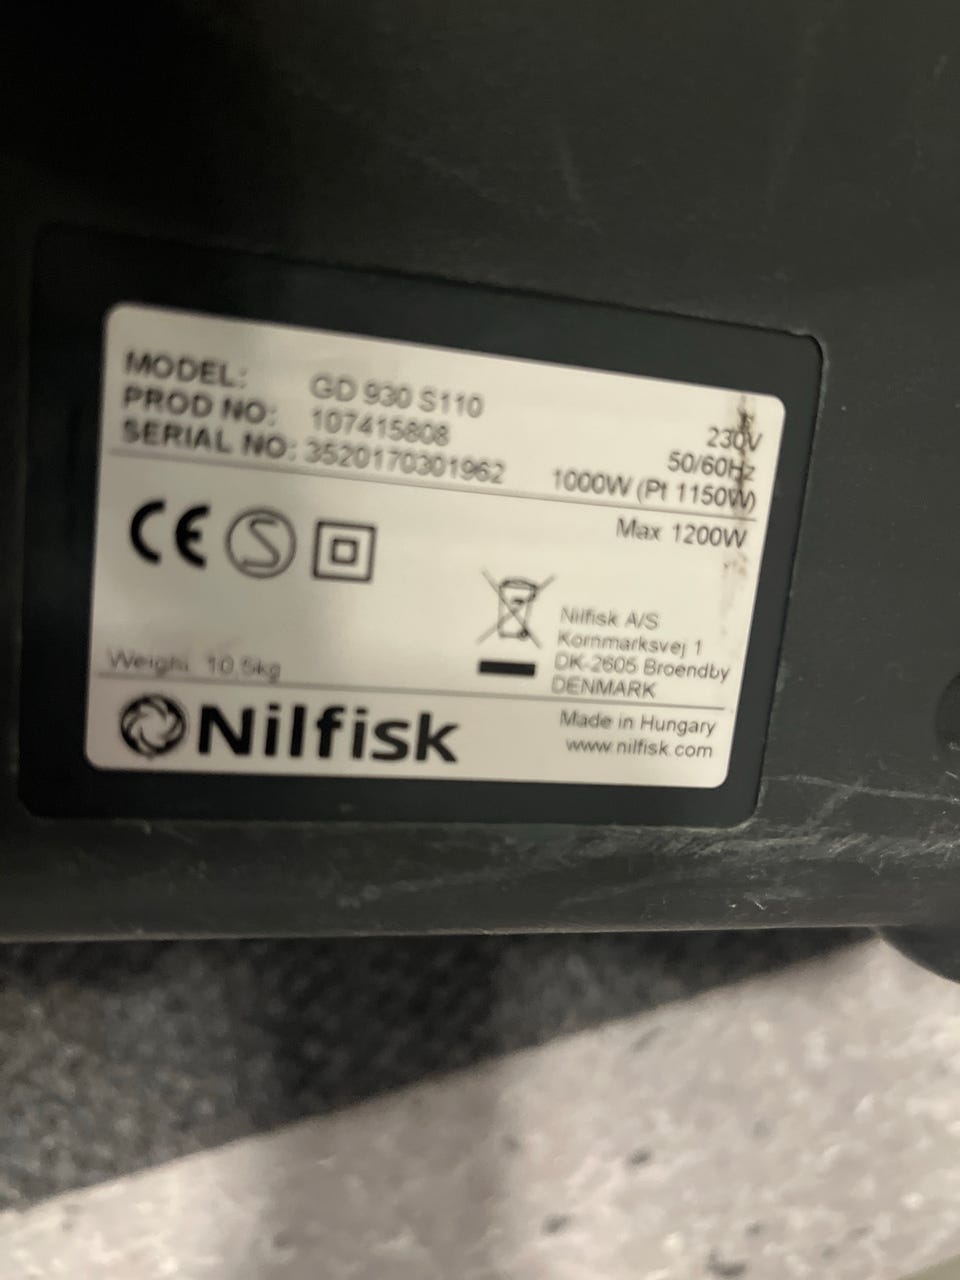 MODEL: GD 930 S110
PROD NO: 107415808
SERIAL NO: 3520170301962
230V
50/60Hz
1000W (Pt 1150W)
Max 1200W
CE S
Weight: 10.5kg
Nilfisk A/S
Kornmarksvej 1
DK-2605 Broendby
DENMARK
Nilfisk
Made in Hungary
www.nilfisk.com